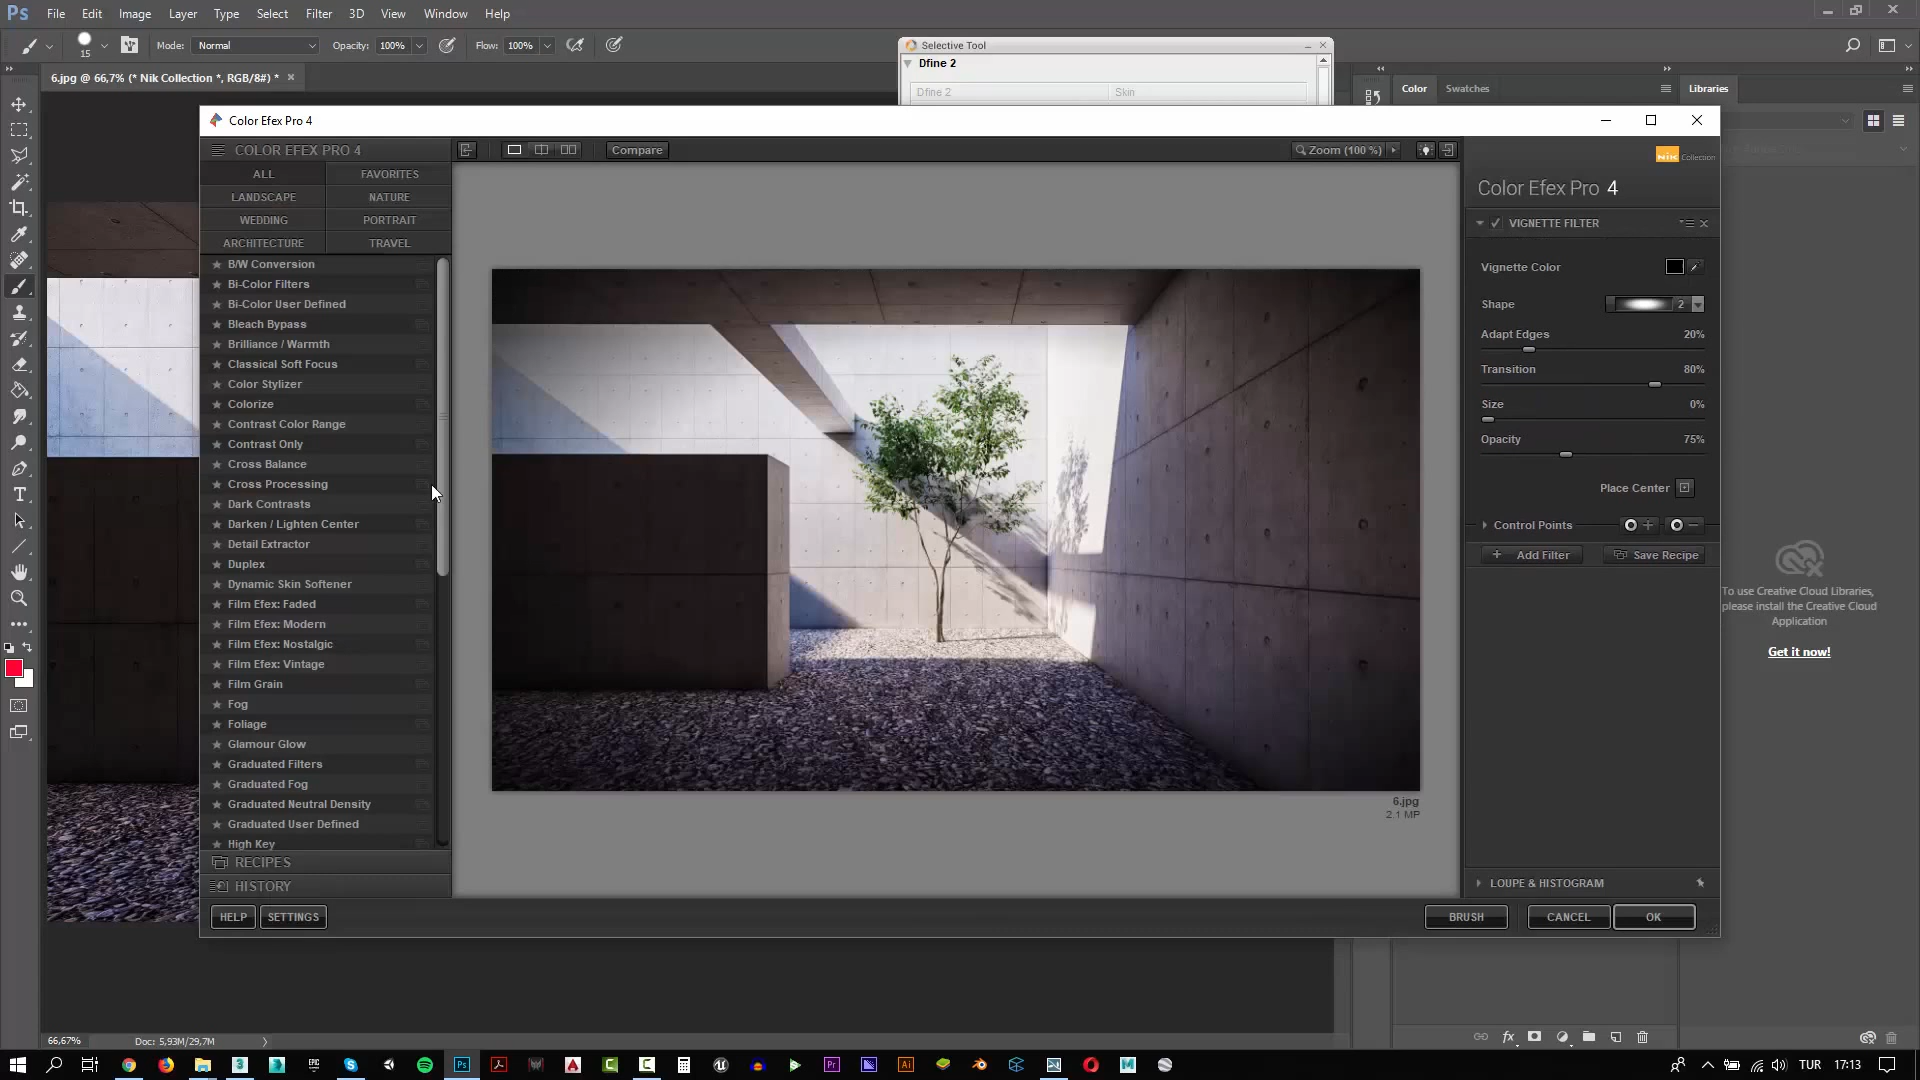 Ps File Edit Image Layer Type Select Filter 3D View Window Help
15 Mode: Normal Opacity: 100% Flow: 100%
6.jpg @ 66,7% (* Nik Collection *, RGB/8#) *
Selective Tool
Dfine 2
Dfine 2 Skin
Color Swatches
Libraries
Color Efex Pro 4
COLOR EFEX PRO 4
ALL FAVORITES
LANDSCAPE NATURE
WEDDING PORTRAIT
ARCHITECTURE TRAVEL
B/W Conversion
Bi-Color Filters
Bi-Color User Defined
Bleach Bypass
Brilliance / Warmth
Classical Soft Focus
Color Stylizer
Colorize
Contrast Color Range
Contrast Only
Cross Balance
Cross Processing
Dark Contrasts
Darken / Lighten Center
Detail Extractor
Duplex
Dynamic Skin Softener
Film Efex: Faded
Film Efex: Modern
Film Efex: Nostalgic
Film Efex: Vintage
Film Grain
Fog
Foliage
Glamour Glow
Graduated Filters
Graduated Fog
Graduated Neutral Density
Graduated User Defined
High Key
RECIPES
HISTORY
HELP SETTINGS
Compare
Zoom (100 %)
6.jpg
2.1 MP
Nik Collection
Color Efex Pro 4
VIGNETTE FILTER
Vignette Color
Shape 2
Adapt Edges 20%
Transition 80%
Size 0%
Opacity 75%
Place Center
Control Points
Add Filter Save Recipe
LOUPE & HISTOGRAM
BRUSH CANCEL OK
To use Creative Cloud Libraries,
please install the Creative Cloud
Application
Get it now!
66,67% Doc: 5,93M/29,7M
fx
TUR 17:13